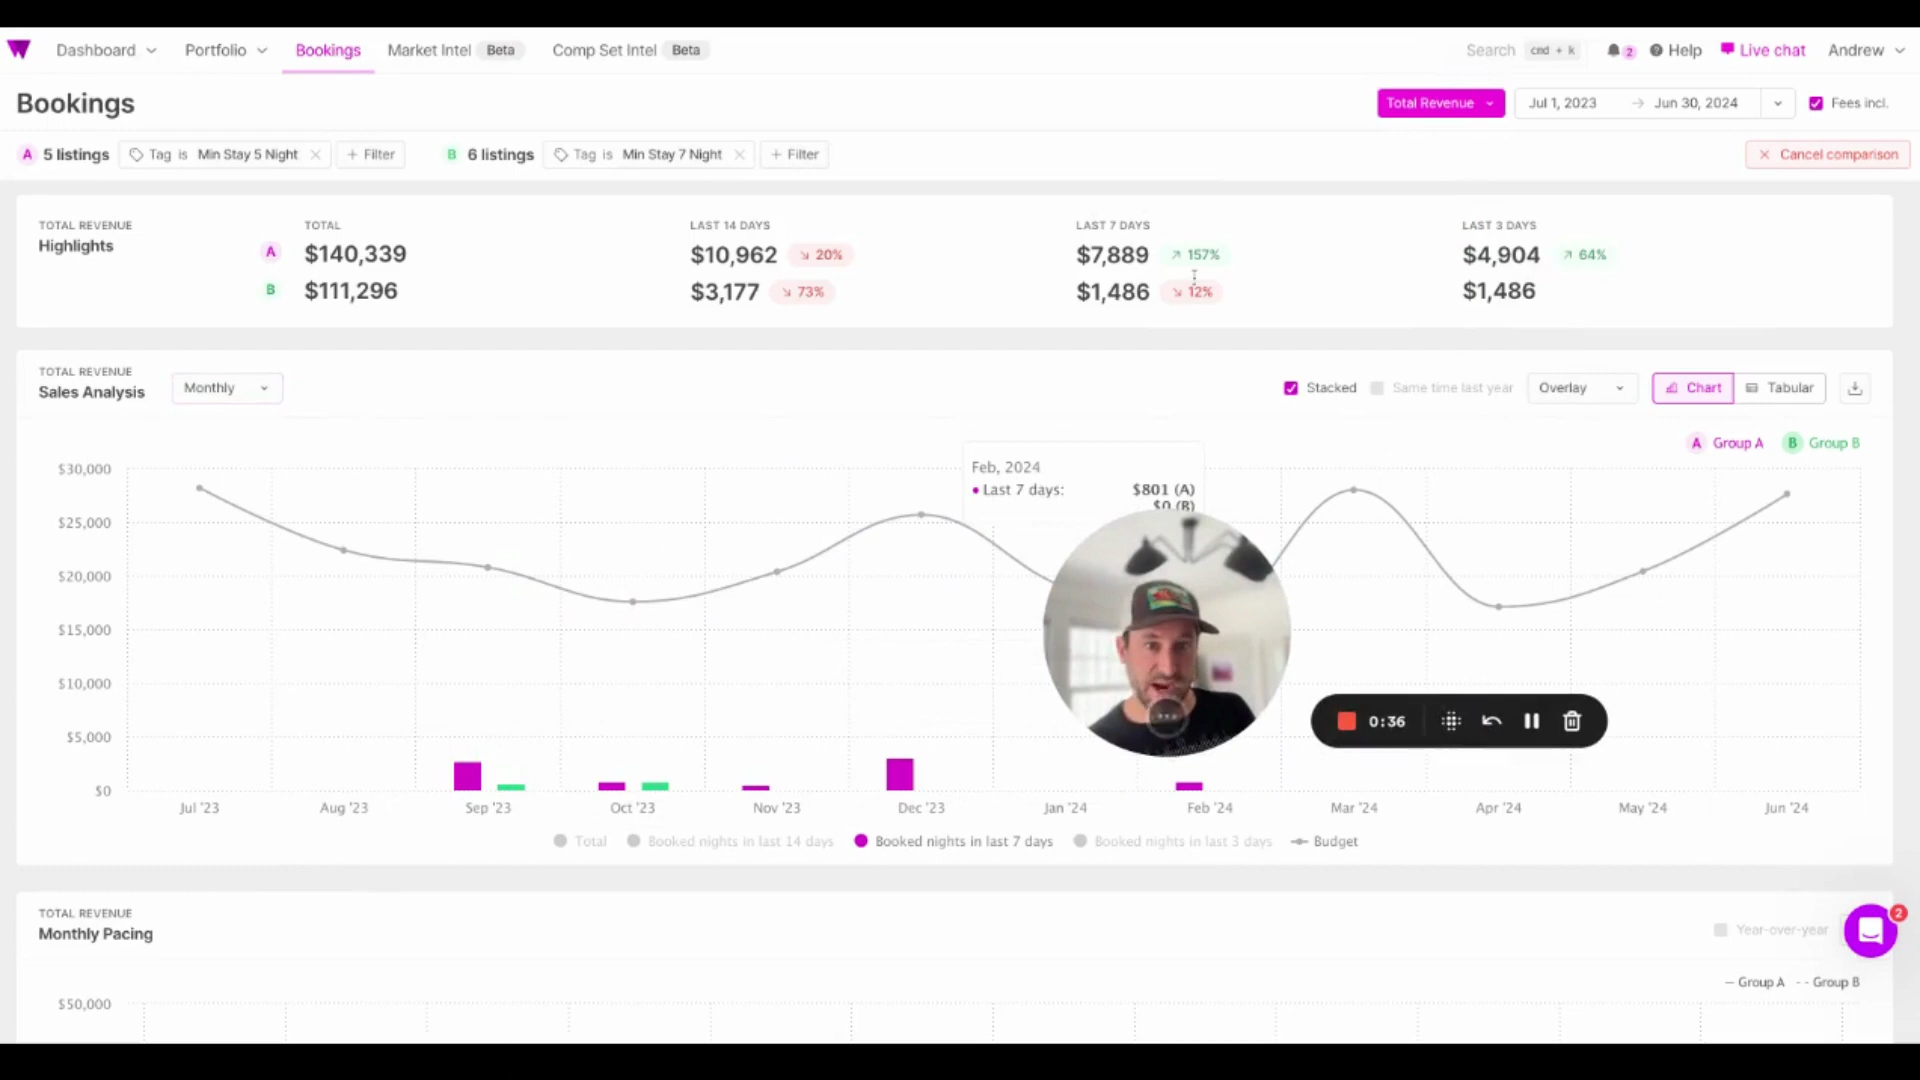 Dashboard Portfolio Bookings Market Intel Beta Comp Set Intel Beta Search cmd + k 2 Help Live chat Andrew
Bookings Total Revenue Jul 1, 2023 → Jun 30, 2024 Fees incl.
A 5 listings Tag is Min Stay 5 Night × + Filter B 6 listings Tag is Min Stay 7 Night × + Filter × Cancel comparison
TOTAL REVENUE TOTAL LAST 14 DAYS LAST 7 DAYS LAST 3 DAYS
Highlights
A $140,339 $10,962 ↘ 20% $7,889 ↗ 157% $4,904 ↗ 64%
B $111,296 $3,177 ↘ 73% $1,486 ↘ 12% $1,486
TOTAL REVENUE
Sales Analysis Monthly Stacked Same time last year Overlay Chart Tabular
A Group A B Group B
Feb, 2024
Last 7 days: $801 (A)
$0 (B)
$30,000
$25,000
$20,000
$15,000
$10,000
$5,000
$0
0:36
Jul '23 Aug '23 Sep '23 Oct '23 Nov '23 Dec '23 Jan '24 Feb '24 Mar '24 Apr '24 May '24 Jun '24
Total Booked nights in last 14 days Booked nights in last 7 days Booked nights in last 3 days Budget
TOTAL REVENUE
Monthly Pacing Year-over-year 2
Group A Group B
$50,000